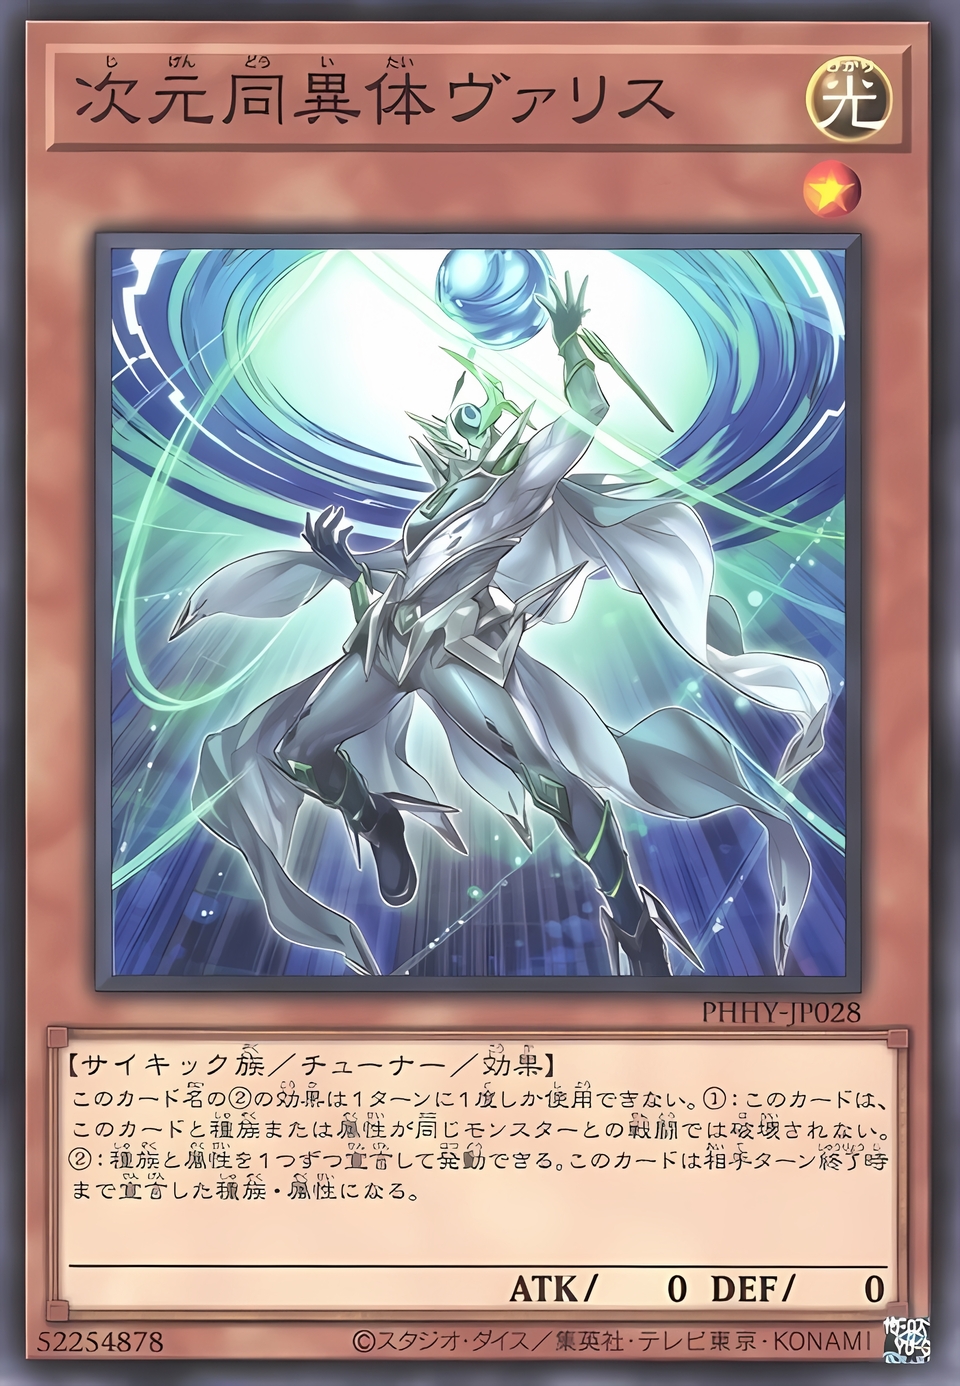 次元同異体ヴァリス
光
PHHY-JP028
【サイキック族／チューナー／効果】
このカード名の②の効果は１ターンに１度しか使用できない。①：このカードは、
このカードと種族または属性が同じモンスターとの戦闘では破壊されない。
②：種族と属性を１つずつ宣言して発動できる。このカードは相手ターン終了時
まで宣言した種族・属性になる。
ATK/ 0 DEF/ 0
52254878
©スタジオ・ダイス／集英社・テレビ東京・KONAMI